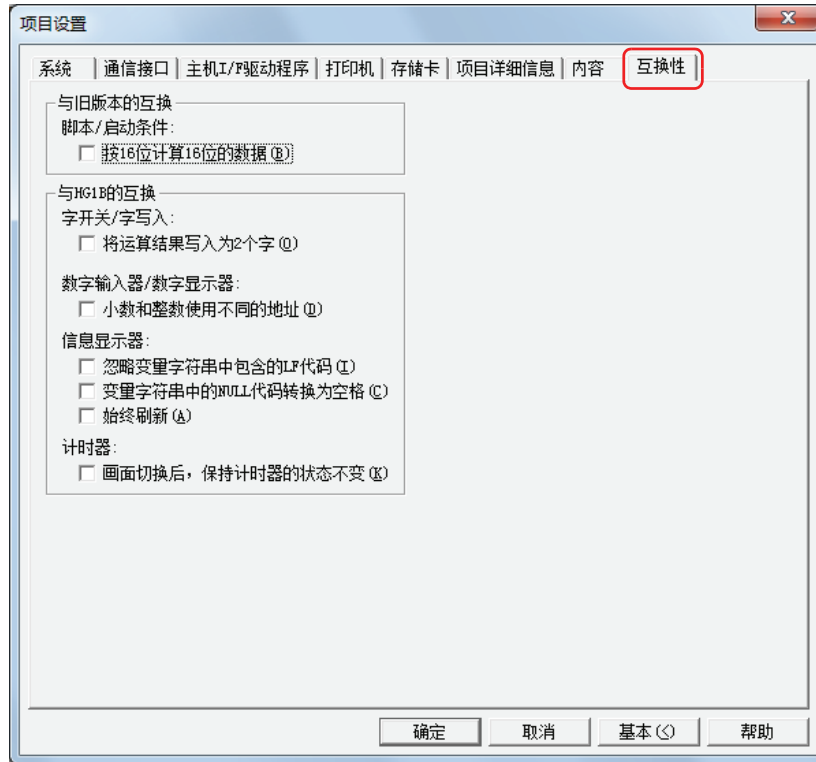 项目设置
系统 通信接口 主机I/F驱动程序 打印机 存储卡 项目详细信息 内容 互换性
与旧版本的互换
脚本/启动条件:
按16位计算16位的数据(B)
与HG1B的互换
字开关/字写入:
将运算结果写入为2个字(O)
数字输入器/数字显示器:
小数和整数使用不同的地址(D)
信息显示器:
忽略变量字符串中包含的LF代码(I)
变量字符串中的NULL代码转换为空格(C)
始终刷新(A)
计时器:
画面切换后，保持计时器的状态不变(K)
确定 取消 基本(<) 帮助